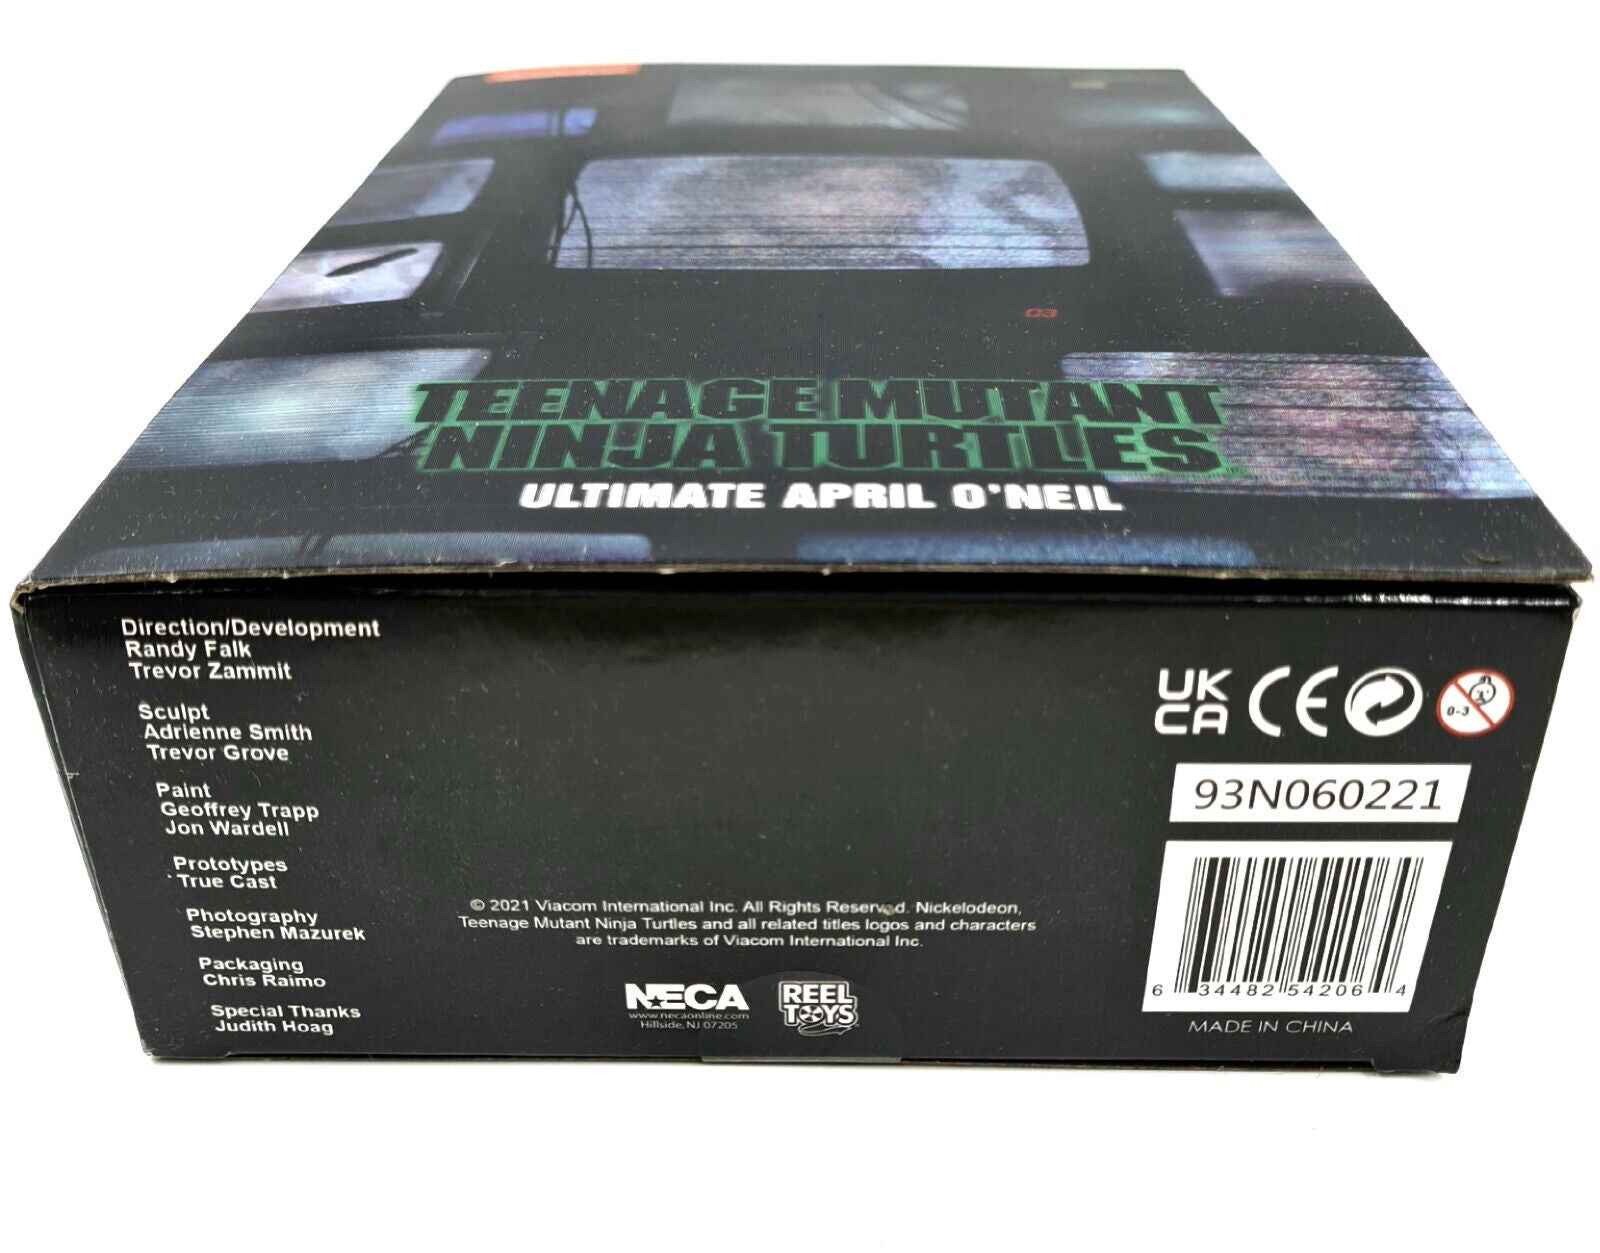 03
TEENAGE MUTANT
NINJA TURTLES
ULTIMATE APRIL O'NEIL
Direction/Development
Randy Falk
Trevor Zammit
Sculpt
Adrienne Smith
Trevor Grove
Paint
Geoffrey Trapp
Jon Wardell
Prototypes
True Cast
Photography
Stephen Mazurek
Packaging
Chris Raimo
Special Thanks
Judith Hoag
© 2021 Viacom International Inc. All Rights Reserved. Nickelodeon,
Teenage Mutant Ninja Turtles and all related titles logos and characters
are trademarks of Viacom International Inc.
NECA
www.necaonline.com
Hillside, NJ 07205
REEL
TOYS
UK
CA CE
0-3
93N060221
6 34482 54206 4
MADE IN CHINA